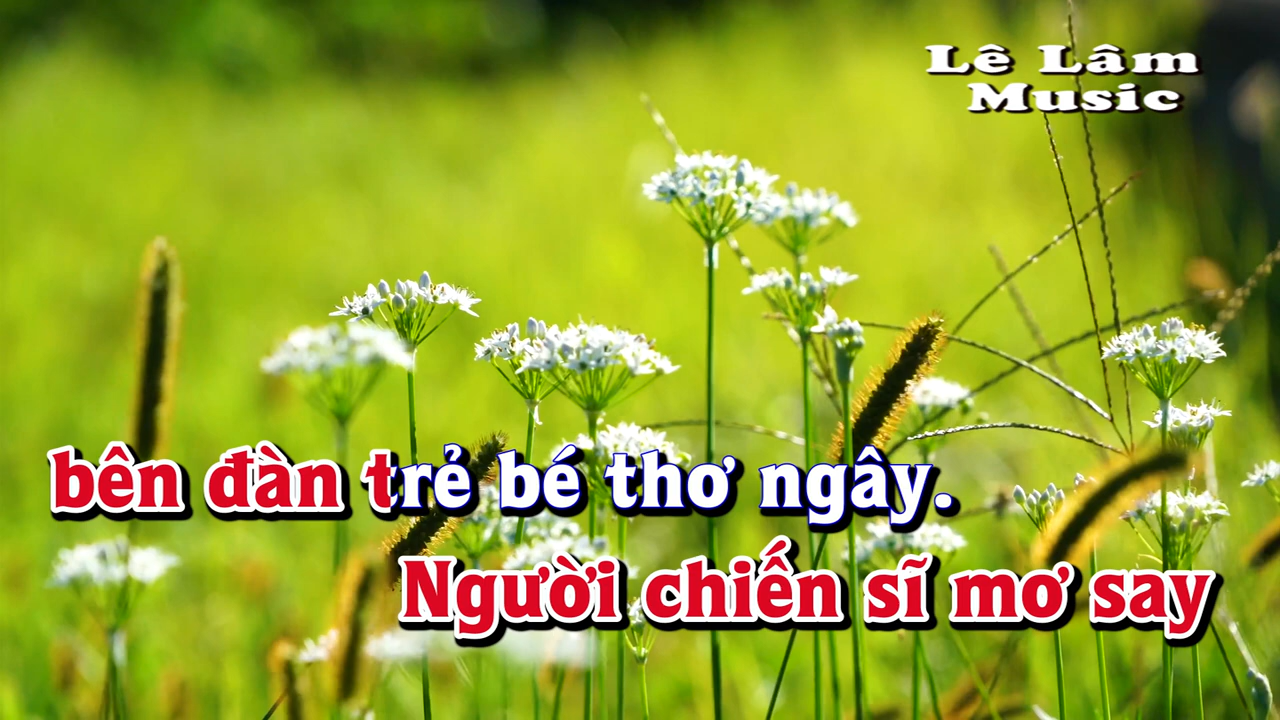 Lê Lâm
Music
bên đàn trẻ bé thơ ngây.
Người chiến sĩ mơ say